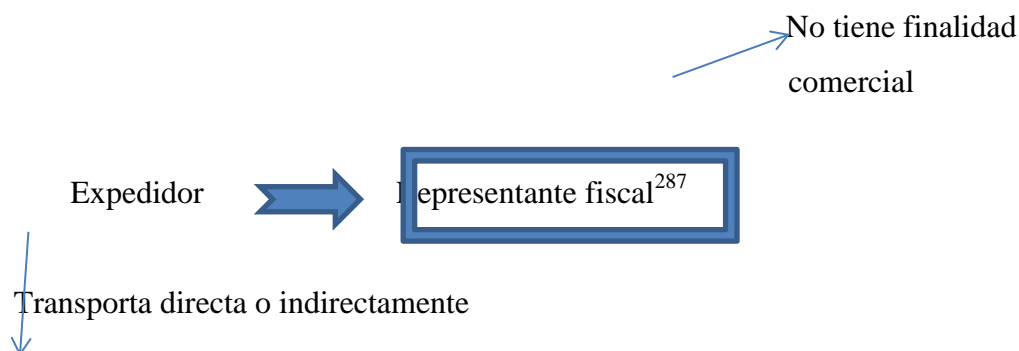 No tiene finalidad
comercial
Expedidor
Representante fiscal287
Transporta directa o indirectamente